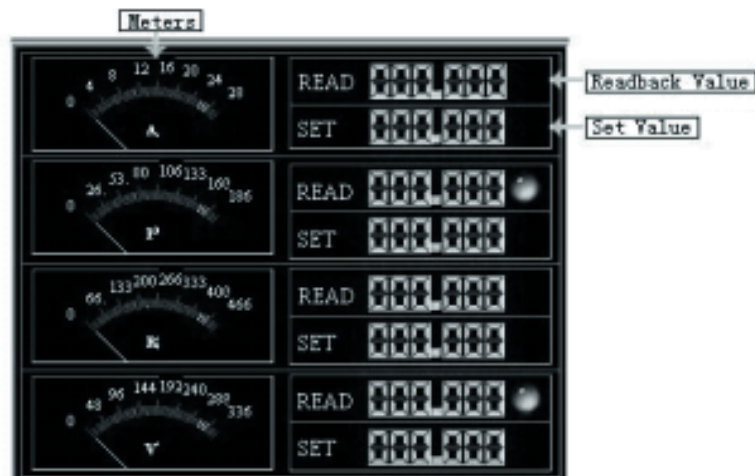 Meters
0 4 8 12 16 20 24 28
A
READ 000.000
Readback Value
SET 000.000
Set Value
0 26. 53. 80 106 133 160 186
P
READ 000.000
SET 000.000
0 66. 133 200 266 333 400 466
R
READ 000.000
SET 000.000
0 48 96 144 192 240 288 336
V
READ 000.000
SET 000.000